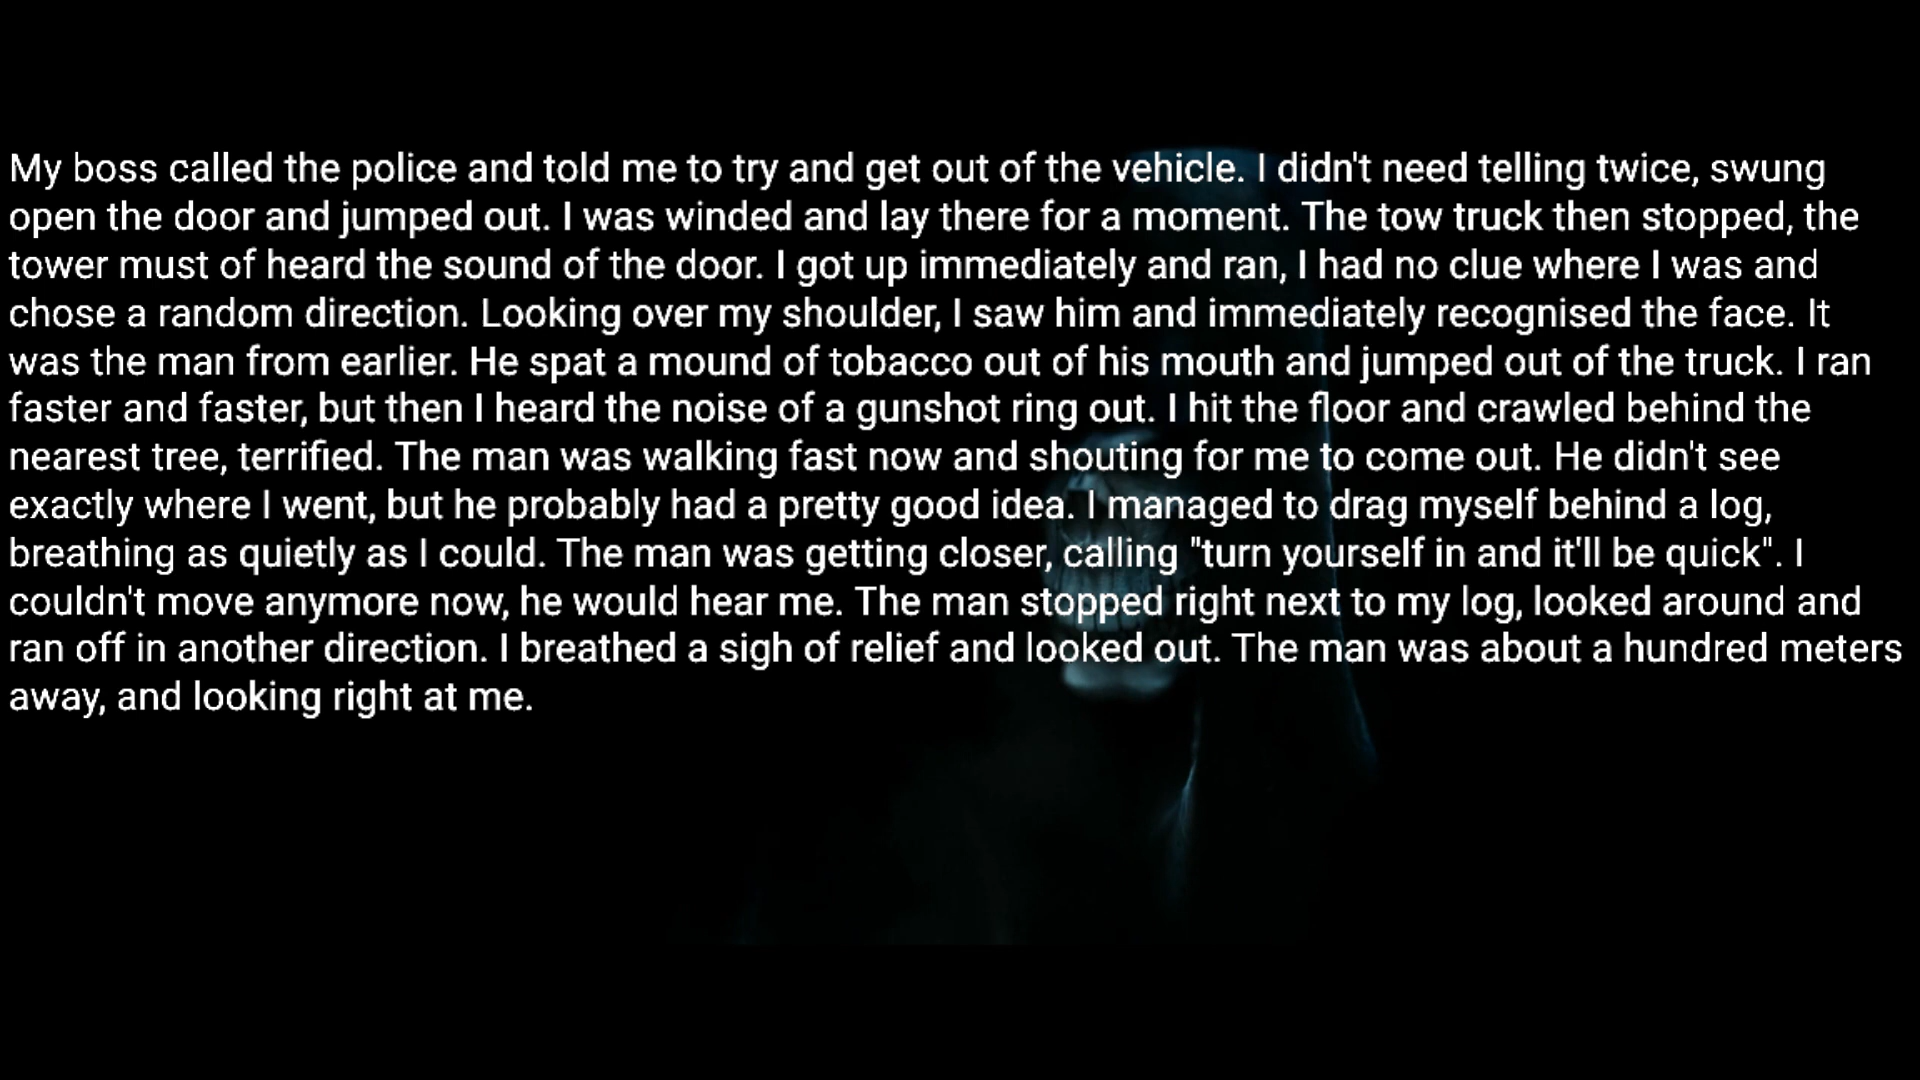 My boss called the police and told me to try and get out of the vehicle. I didn't need telling twice, swung
open the door and jumped out. I was winded and lay there for a moment. The tow truck then stopped, the
tower must of heard the sound of the door. I got up immediately and ran, I had no clue where I was and
chose a random direction. Looking over my shoulder, I saw him and immediately recognised the face. It
was the man from earlier. He spat a mound of tobacco out of his mouth and jumped out of the truck. I ran
faster and faster, but then I heard the noise of a gunshot ring out. I hit the floor and crawled behind the
nearest tree, terrified. The man was walking fast now and shouting for me to come out. He didn't see
exactly where I went, but he probably had a pretty good idea. I managed to drag myself behind a log,
breathing as quietly as I could. The man was getting closer, calling "turn yourself in and it'll be quick". I
couldn't move anymore now, he would hear me. The man stopped right next to my log, looked around and
ran off in another direction. I breathed a sigh of relief and looked out. The man was about a hundred meters
away, and looking right at me.